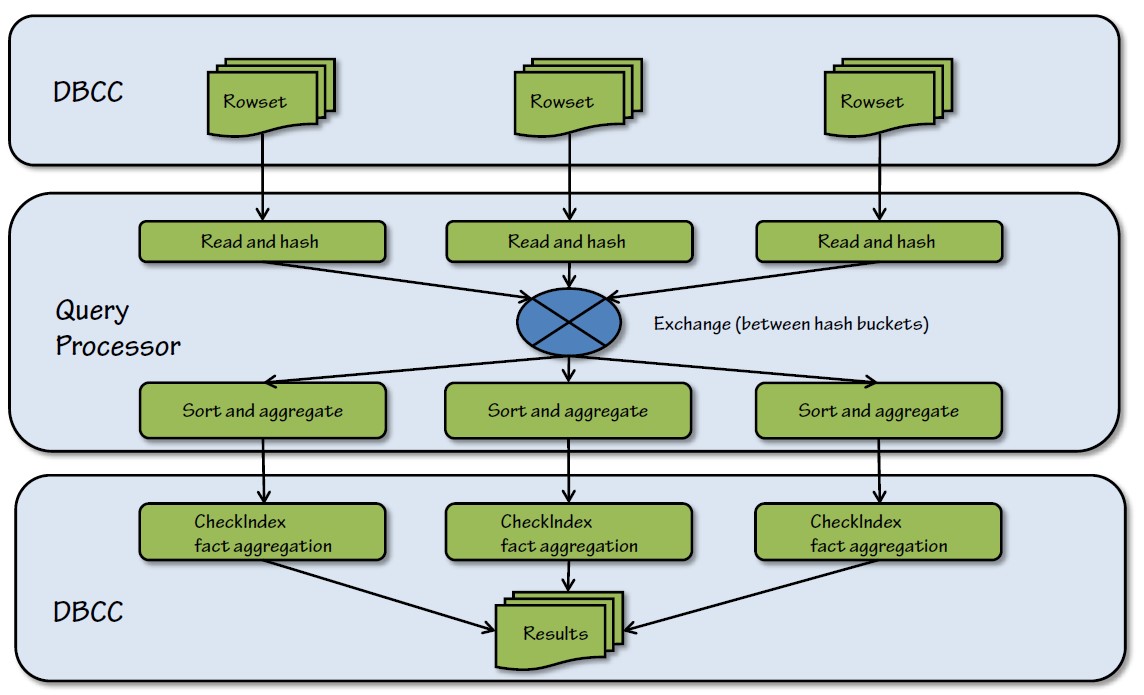 DBCC
Rowset
Rowset
Rowset
Read and hash
Read and hash
Read and hash
Query
Processor
Exchange (between hash buckets)
Sort and aggregate
Sort and aggregate
Sort and aggregate
CheckIndex
fact aggregation
CheckIndex
fact aggregation
CheckIndex
fact aggregation
DBCC
Results